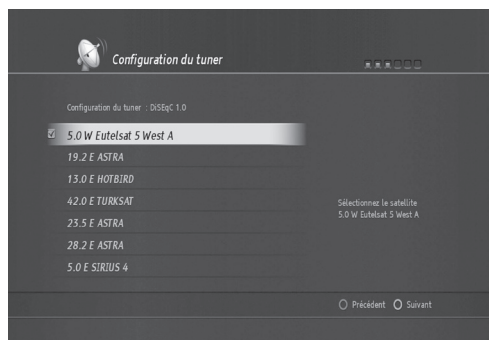 Configuration du tuner
Configuration du tuner : DiSEqC 1.0
5.0 W Eutelsat 5 West A
19.2 E ASTRA
13.0 E HOTBIRD
42.0 E TURKSAT
23.5 E ASTRA
28.2 E ASTRA
5.0 E SIRIUS 4
Sélectionnez le satellite
5.0 W Eutelsat 5 West A
Précédent
Suivant